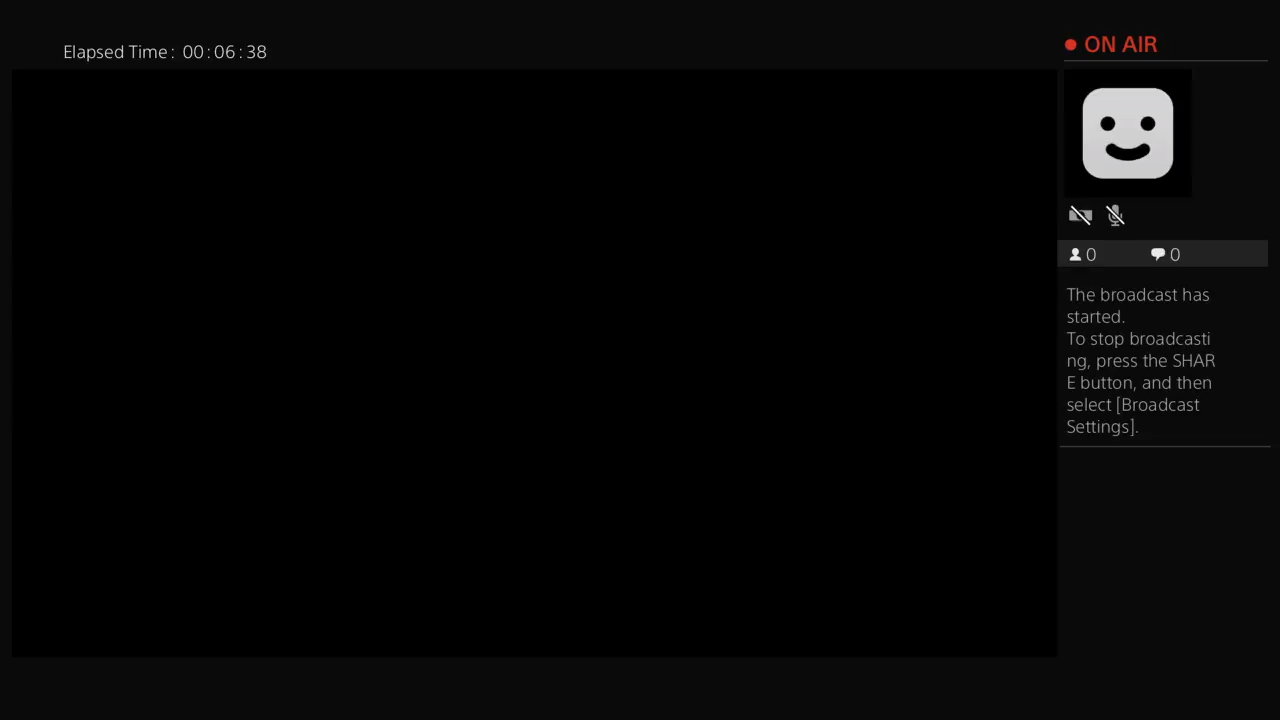 Elapsed Time: 00:06:38
ON AIR
0 0
The broadcast has
started.
To stop broadcasti
ng, press the SHAR
E button, and then
select [Broadcast
Settings].